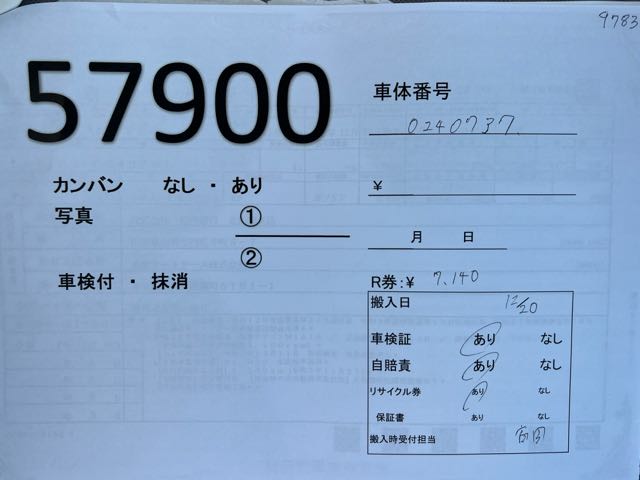 9783
57900
車体番号
0240737
カンバン なし ・ あり
¥
写真 ①
月 日
②
車検付 ・ 抹消
R券:¥ 7,140
搬入日 12/20
車検証 あり なし
自賠責 あり なし
リサイクル券 あり なし
保証書 あり なし
搬入時受付担当